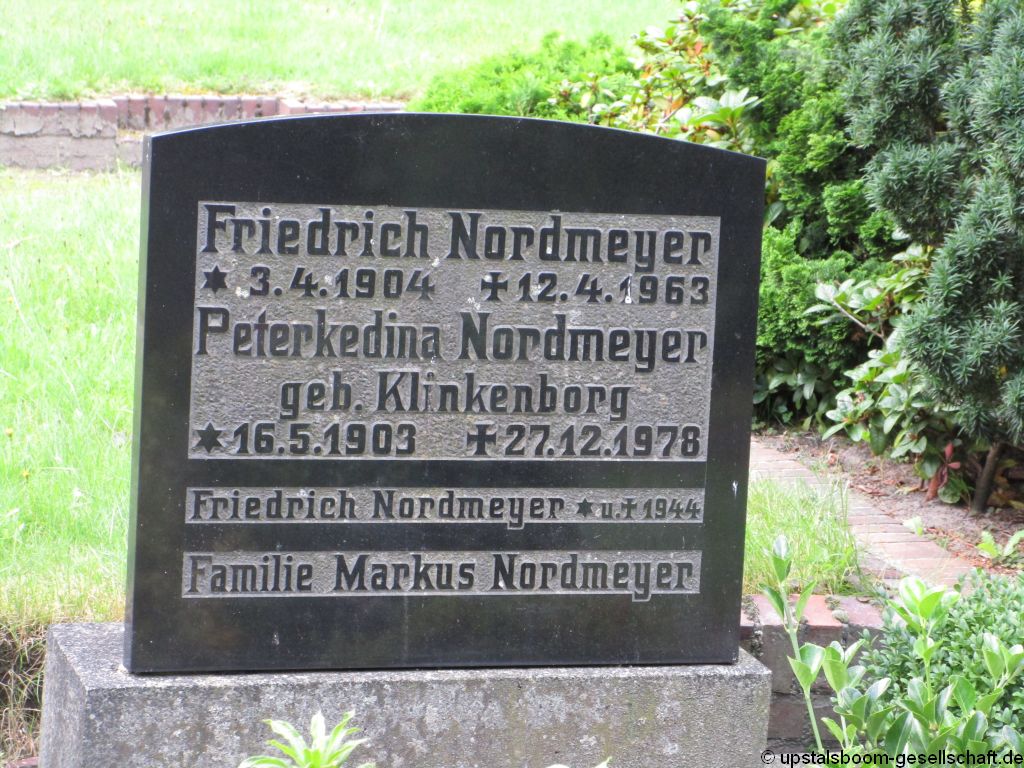 Friedrich Nordmeyer
★ 3.4.1904 ✝ 12.4.1963
Peterkedina Nordmeyer
geb. Klinkenborg
★ 16.5.1903 ✝ 27.12.1978
Friedrich Nordmeyer ★ u. ✝ 1944
Familie Markus Nordmeyer
© upstalsboom-gesellschaft.de